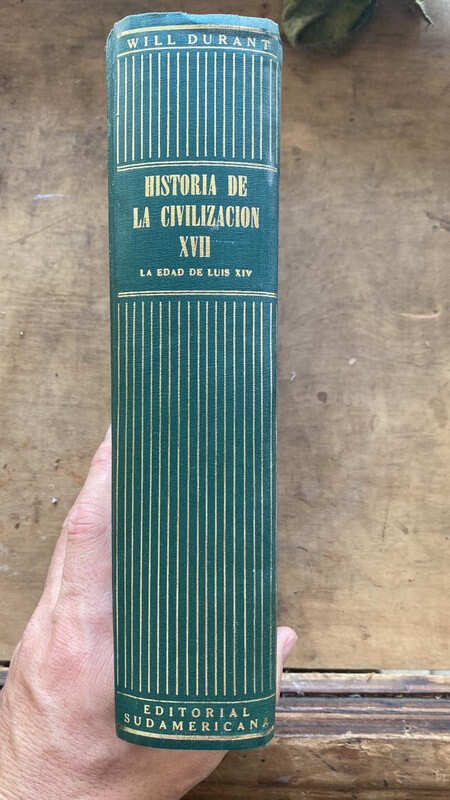 WILL DURANT
HISTORIA DE
LA CIVILIZACION
XVII
LA EDAD DE LUIS XIV
EDITORIAL
SUDAMERICANA